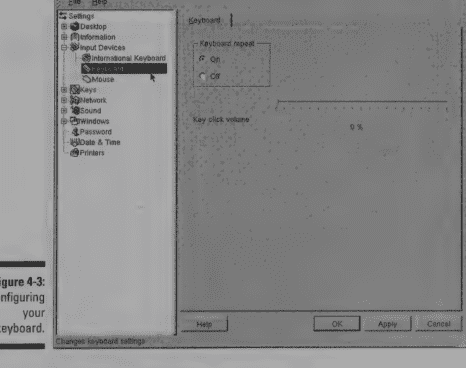 File Help
Settings
Desktop
Information
Input Devices
International Keyboard
Keyboard
Mouse
Keys
Network
Sound
Windows
Password
Date & Time
Printers
Keyboard
Keyboard repeat
On
Off
Key click volume
0 %
Help
OK
Apply
Cancel
Changes keyboard settings
igure 4-3:
nfiguring
your
eyboard.